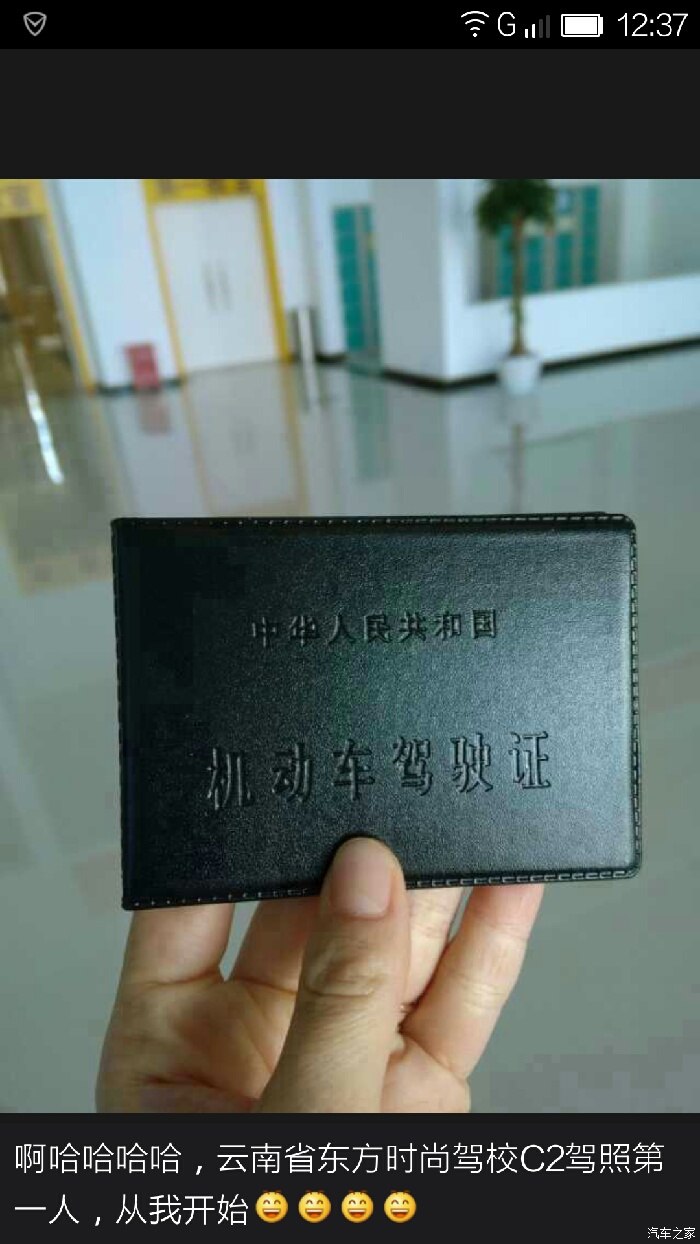 G 12:37
中华人民共和国
机动车驾驶证
啊哈哈哈哈，云南省东方时尚驾校C2驾照第
一人，从我开始😄😄😄😄
汽车之家